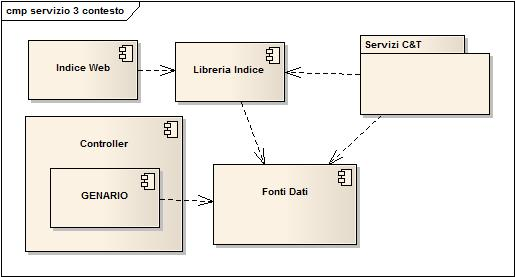 cmp servizio 3 contesto
Indice Web
Libreria Indice
Servizi C&T
Controller
GENARIO
Fonti Dati